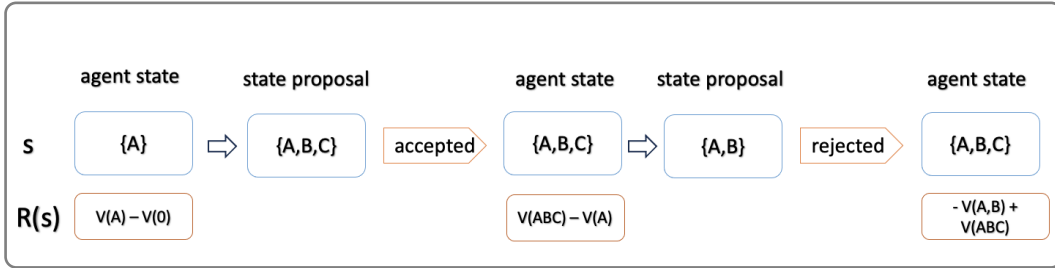 agent state
state proposal
agent state
state proposal
agent state
s
{A}
{A,B,C}
accepted
{A,B,C}
{A,B}
rejected
{A,B,C}
R(s)
V(A) – V(0)
V(ABC) – V(A)
- V(A,B) +
V(ABC)